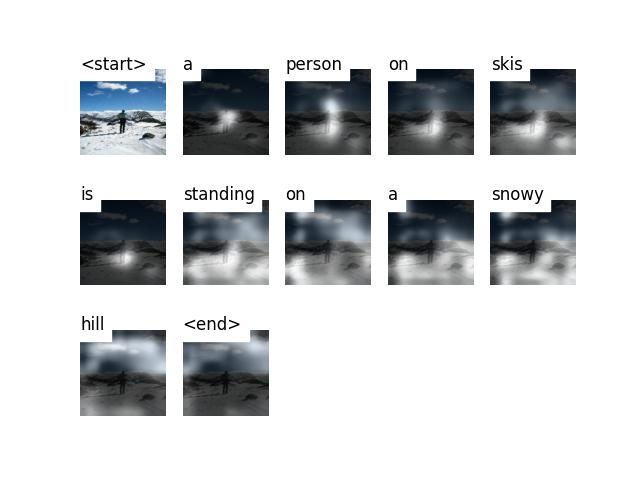 <start> a person on skis
is standing on a snowy
hill <end>